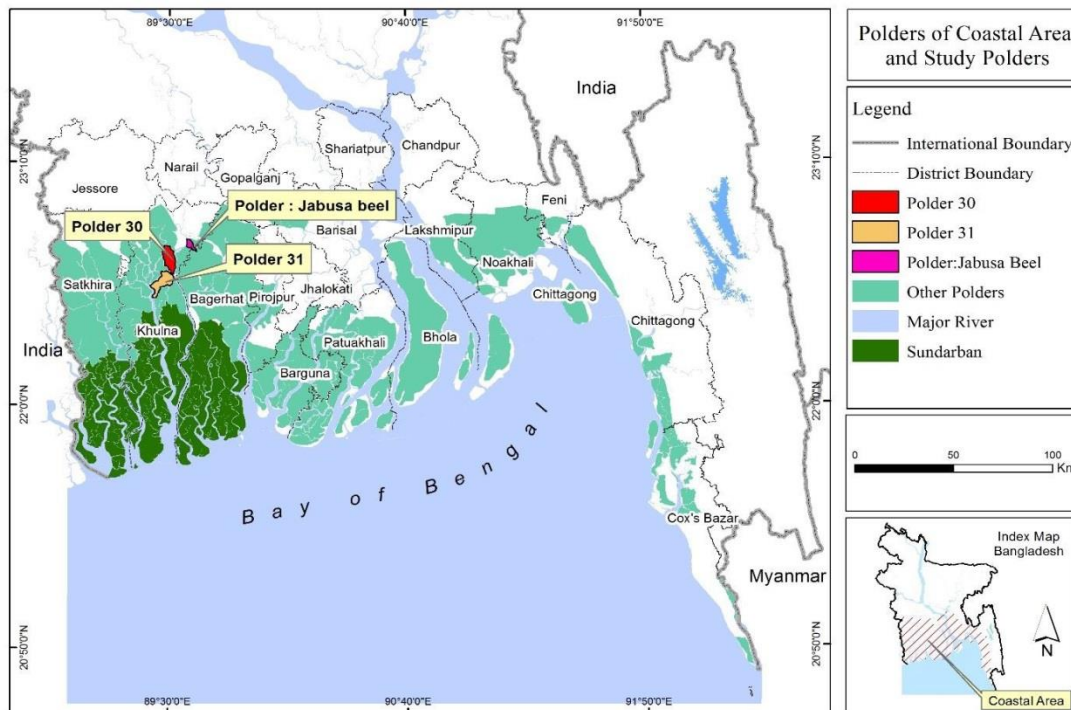 89°30'0"E
90°40'0"E
91°50'0"E
23°10'0"N
22°0'0"N
20°50'0"N
India
Shariatpur
Chandpur
Narail
Jessore
Gopalganj
Polder : Jabusa beel
Feni
Polder 30
Barisal
Lakshmipur
Polder 31
Noakhali
Satkhira
Jhalokati
Bagerhat
Pirojpur
Chittagong
Khulna
Chittagong
India
Patuakhali
Bhola
Barguna
Bay of Bengal
Cox's Bazar
Myanmar
89°30'0"E
90°40'0"E
91°50'0"E
23°10'0"N
22°0'0"N
20°50'0"N
Polders of Coastal Area
and Study Polders
Legend
International Boundary
District Boundary
Polder 30
Polder 31
Polder:Jabusa Beel
Other Polders
Major River
Sundarban
0 50 100
Km
Index Map
Bangladesh
N
Coastal Area